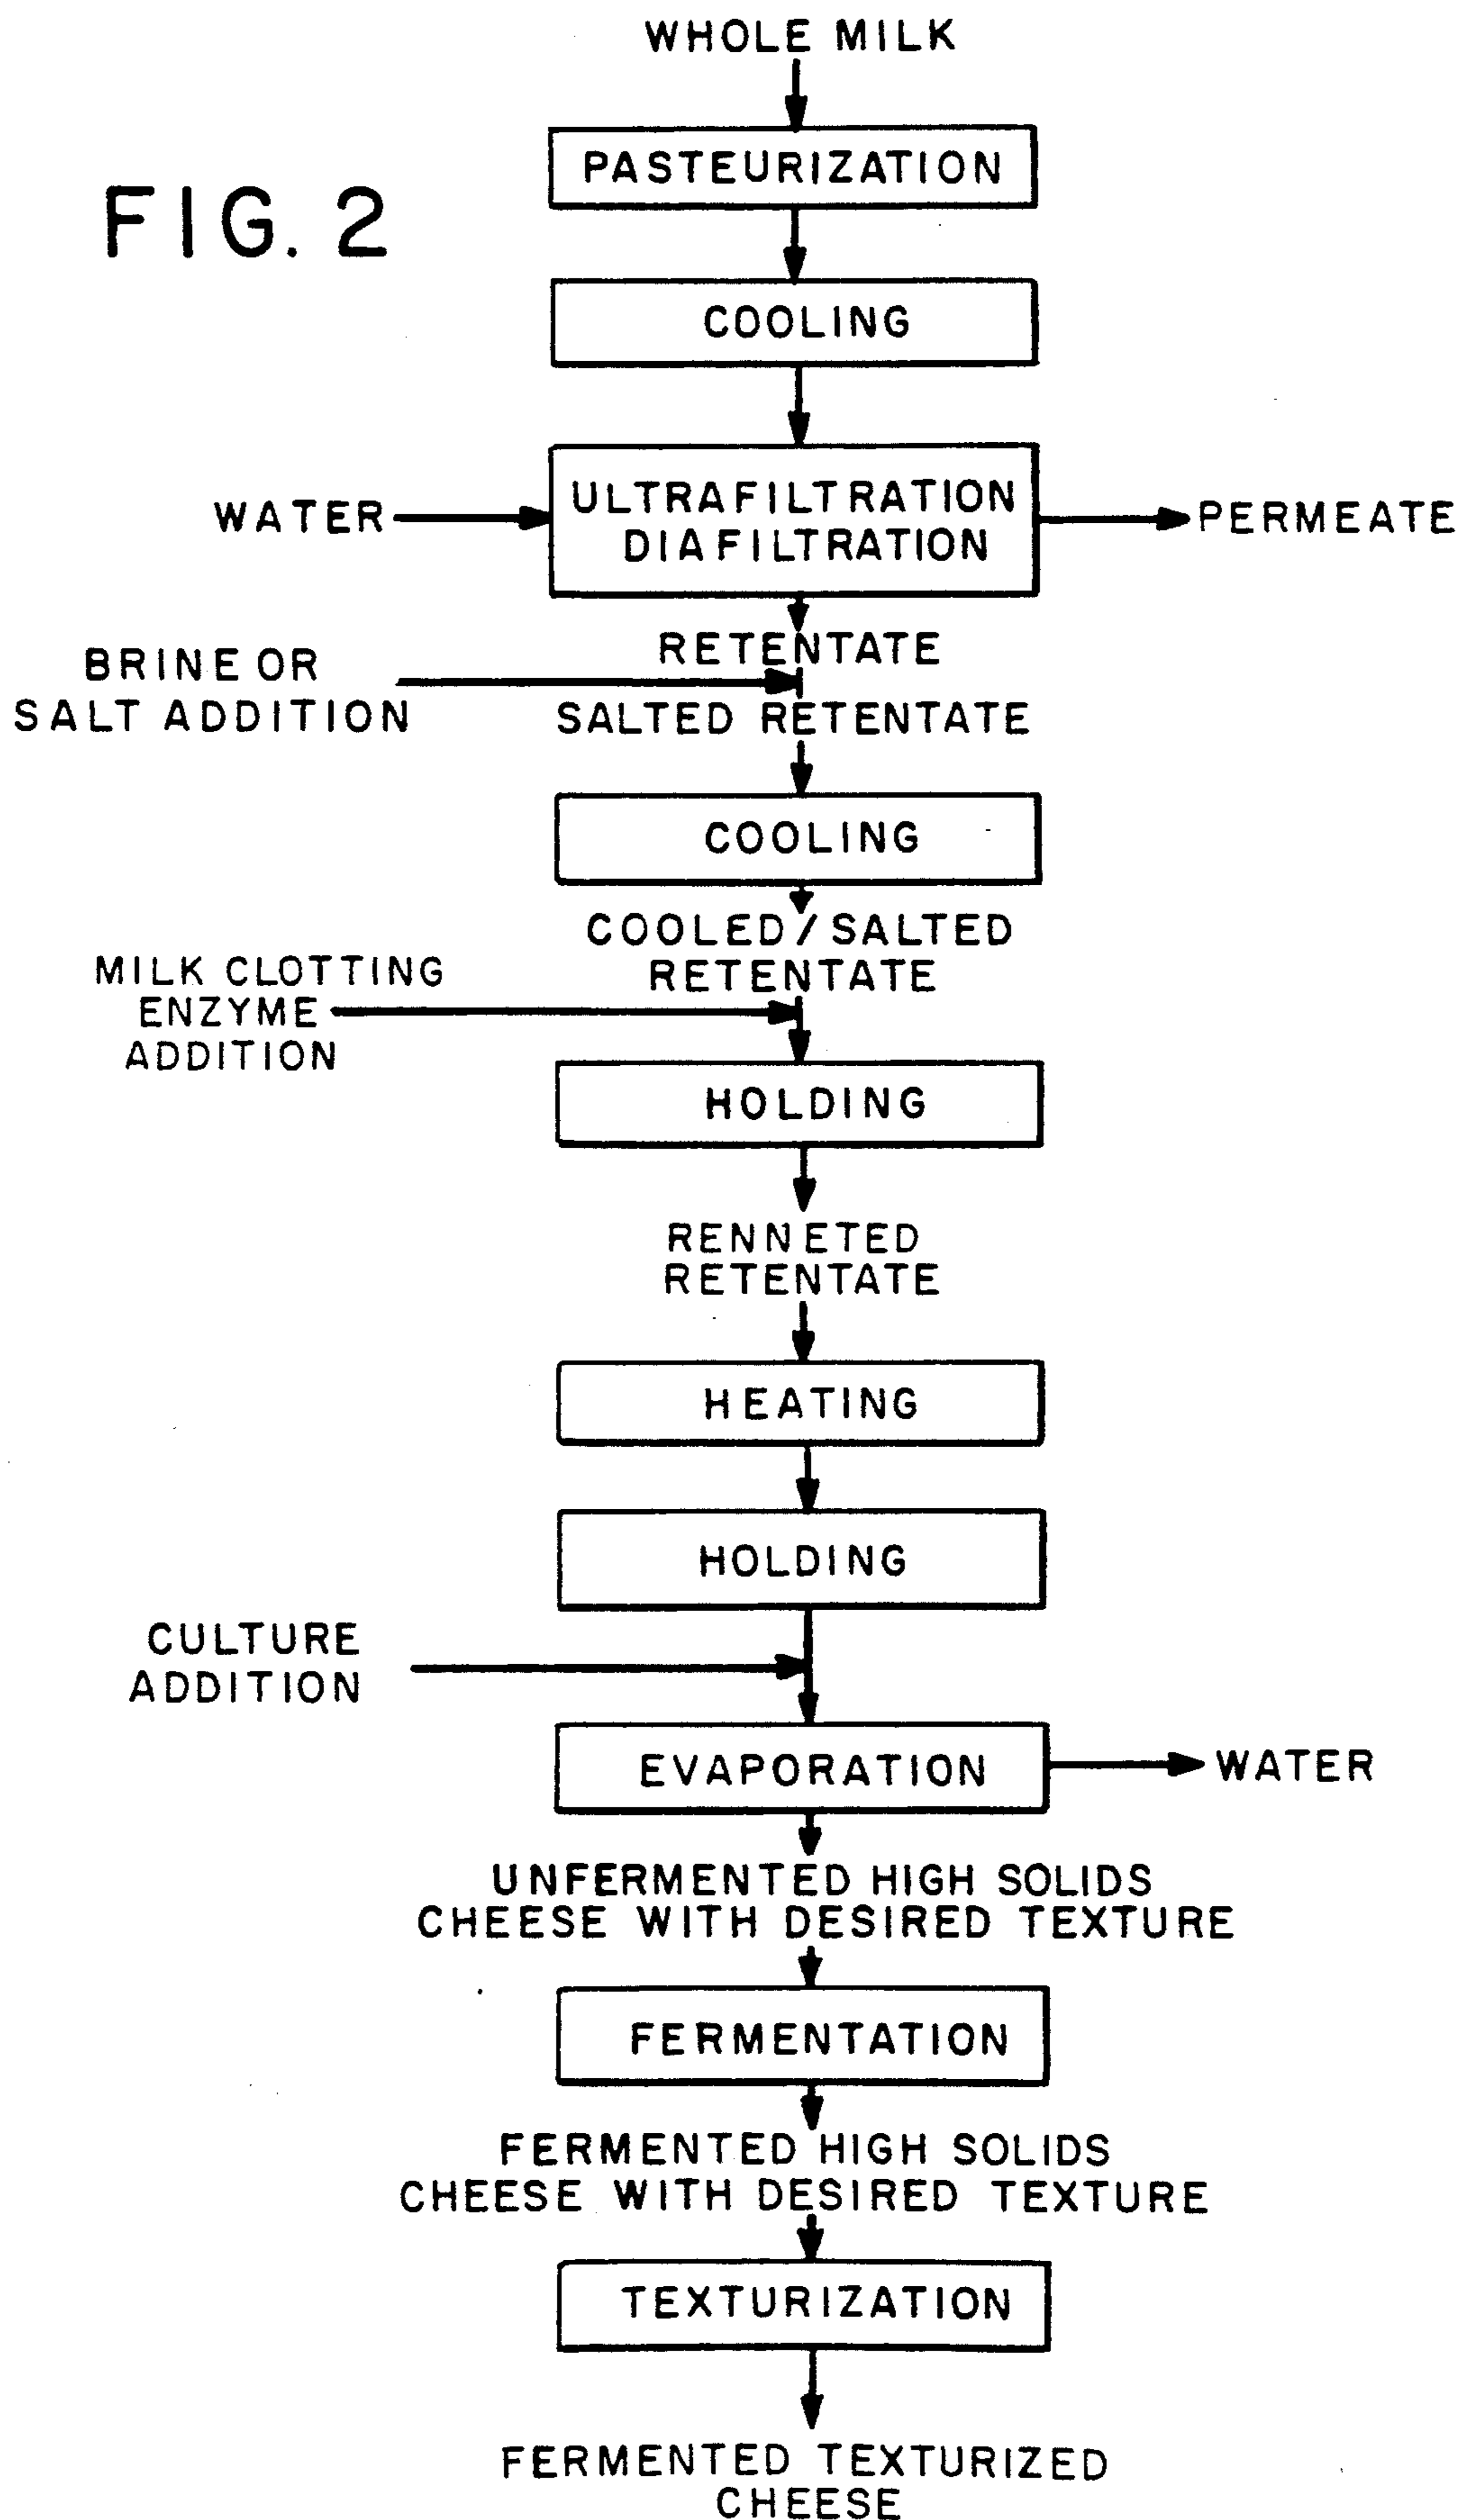 WHOLE MILK
PASTEURIZATION
FIG. 2
COOLING
ULTRAFILTRATION
DIAFILTRATION
WATER
PERMEATE
RETENTATE
BRINE OR
SALT ADDITION
SALTED RETENTATE
COOLING
COOLED/SALTED
RETENTATE
MILK CLOTTING
ENZYME
ADDITION
HOLDING
RENNETED
RETENTATE
HEATING
HOLDING
CULTURE
ADDITION
EVAPORATION
WATER
UNFERMENTED HIGH SOLIDS
CHEESE WITH DESIRED TEXTURE
FERMENTATION
FERMENTED HIGH SOLIDS
CHEESE WITH DESIRED TEXTURE
TEXTURIZATION
FERMENTED TEXTURIZED
CHEESE